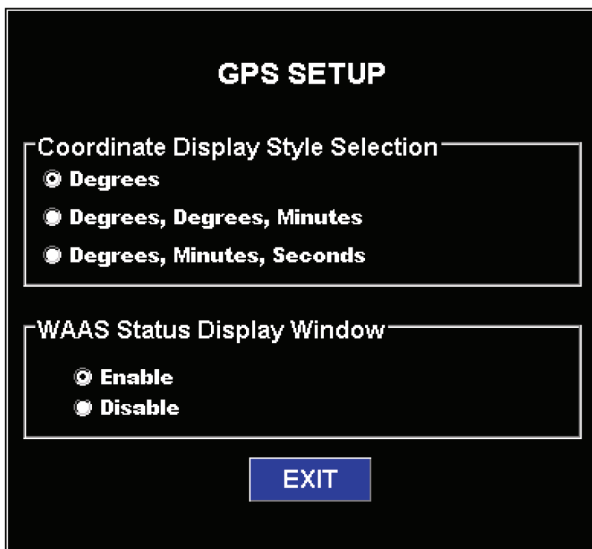 GPS SETUP
Coordinate Display Style Selection
Degrees
Degrees, Degrees, Minutes
Degrees, Minutes, Seconds
WAAS Status Display Window
Enable
Disable
EXIT